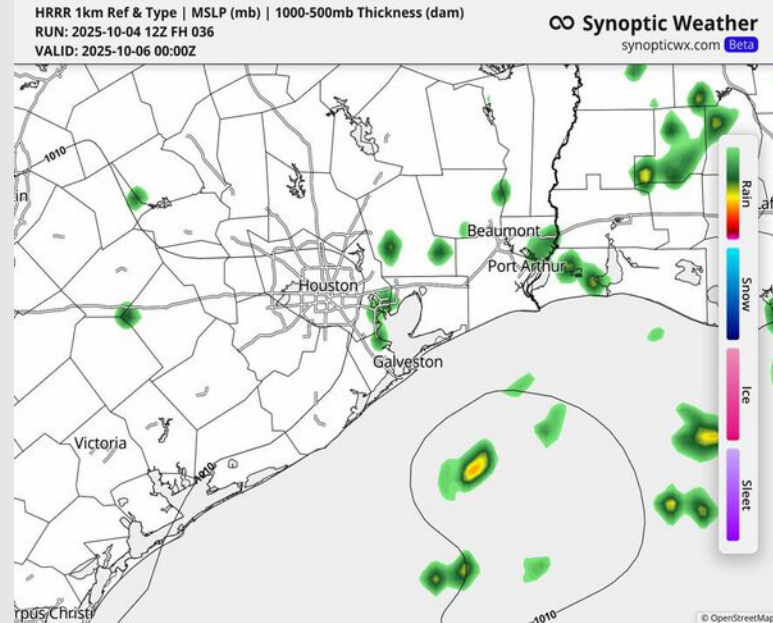 HRRR 1km Ref & Type | MSLP (mb) | 1000-500mb Thickness (dam)
RUN: 2025-10-04 12Z FH 036
VALID: 2025-10-06 00:00Z
Synoptic Weather
synopticwx.com Beta
1010
Rain
Beaumont
Port Arthur
Houston
Snow
Galveston
Ice
Victoria
1010
Sleet
rpus Christi
1010
© OpenStreetMap